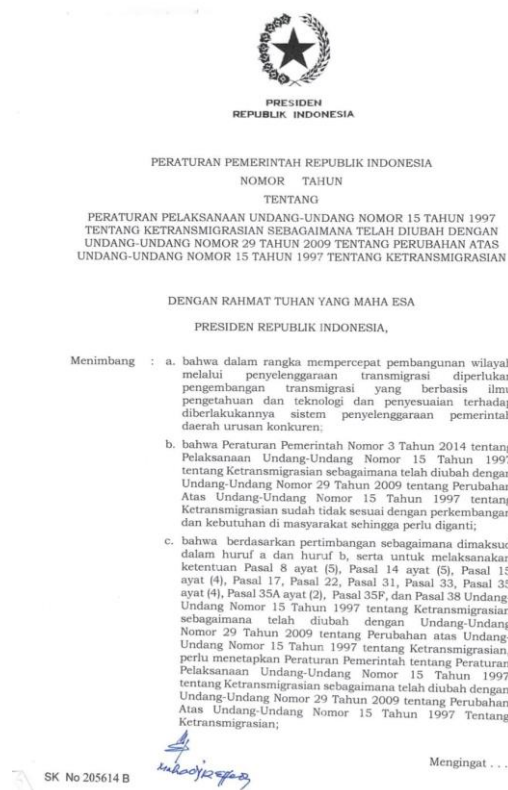 PRESIDEN
REPUBLIK INDONESIA
PERATURAN PEMERINTAH REPUBLIK INDONESIA
NOMOR TAHUN
TENTANG
PERATURAN PELAKSANAAN UNDANG-UNDANG NOMOR 15 TAHUN 1997
TENTANG KETRANSMIGRASIAN SEBAGAIMANA TELAH DIUBAH DENGAN
UNDANG-UNDANG NOMOR 29 TAHUN 2009 TENTANG PERUBAHAN ATAS
UNDANG-UNDANG NOMOR 15 TAHUN 1997 TENTANG KETRANSMIGRASIAN
DENGAN RAHMAT TUHAN YANG MAHA ESA
PRESIDEN REPUBLIK INDONESIA,
Menimbang : a. bahwa dalam rangka mempercepat pembangunan wilayah
melalui penyelenggaraan transmigrasi diperlukan
pengembangan transmigrasi yang berbasis ilmu
pengetahuan dan teknologi dan penyesuaian terhadap
diberlakukannya sistem penyelenggaraan pemerintah
daerah urusan konkuren;
b. bahwa Peraturan Pemerintah Nomor 3 Tahun 2014 tentang
Pelaksanaan Undang-Undang Nomor 15 Tahun 1997
tentang Ketransmigrasian sebagaimana telah diubah dengan
Undang-Undang Nomor 29 Tahun 2009 tentang Perubahan
Atas Undang-Undang Nomor 15 Tahun 1997 tentang
Ketransmigrasian sudah tidak sesuai dengan perkembangan
dan kebutuhan di masyarakat sehingga perlu diganti;
c. bahwa berdasarkan pertimbangan sebagaimana dimaksud
dalam huruf a dan huruf b, serta untuk melaksanakan
ketentuan Pasal 8 ayat (5), Pasal 14 ayat (5), Pasal 15
ayat (4), Pasal 17, Pasal 22, Pasal 31, Pasal 33, Pasal 35
ayat (4), Pasal 35A ayat (2), Pasal 35F, dan Pasal 38 Undang-
Undang Nomor 15 Tahun 1997 tentang Ketransmigrasian
sebagaimana telah diubah dengan Undang-Undang
Nomor 29 Tahun 2009 tentang Perubahan atas Undang-
Undang Nomor 15 Tahun 1997 tentang Ketransmigrasian,
perlu menetapkan Peraturan Pemerintah tentang Peraturan
Pelaksanaan Undang-Undang Nomor 15 Tahun 1997
tentang Ketransmigrasian sebagaimana telah diubah dengan
Undang-Undang Nomor 29 Tahun 2009 tentang Perubahan
Atas Undang-Undang Nomor 15 Tahun 1997 Tentang
Ketransmigrasian;
Mengingat . . .
SK No 205614 B